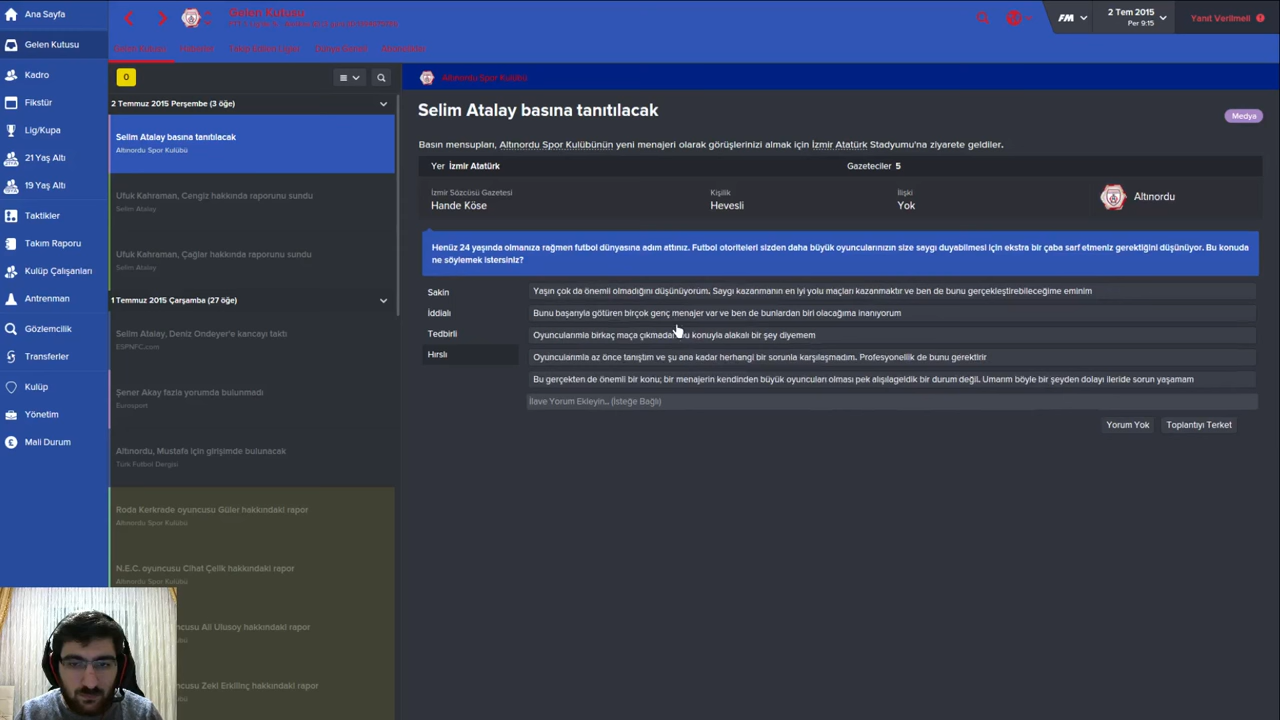 Ana Sayfa
Gelen Kutusu
Kadro
Fikstür
Lig/Kupa
21 Yaş Altı
19 Yaş Altı
Taktikler
Takım Raporu
Kulüp Çalışanları
Antrenman
Gözlemcilik
Transferler
Kulüp
Yönetim
Mali Durum
Gelen Kutusu
FM
2 Tem 2015
Per 9:15
Yanıt Verilmeli
0
2 Temmuz 2015 Perşembe (3 öğe)
Selim Atalay basına tanıtılacak
Altınordu Spor Kulübü
Ufuk Kahraman, Cengiz hakkında raporunu sundu
Selim Atalay
Ufuk Kahraman, Çağlar hakkında raporunu sundu
Selim Atalay
1 Temmuz 2015 Çarşamba (27 öğe)
Selim Atalay, Deniz Ondeyer'e kancayı taktı
ESPNFC.com
Şener Akay fazla yorumda bulunmadı
Eurosport
Altınordu, Mustafa için girişimde bulunacak
Türk Futbol Dergisi
Roda Kerkrade oyuncusu Güler hakkındaki rapor
Altınordu Spor Kulübü
N.E.C. oyuncusu Cihat Çelik hakkındaki rapor
Altınordu Spor Kulübü
cusu Ali Ulusoy hakkındaki rapor
cusu Zeki Erkilinç hakkındaki rapor
Altınordu Spor Kulübü
Selim Atalay basına tanıtılacak
Medya
Basın mensupları, Altınordu Spor Kulübünün yeni menajeri olarak görüşlerinizi almak için İzmir Atatürk Stadyumu'na ziyarete geldiler.
Yer İzmir Atatürk
Gazeteciler 5
İzmir Sözcüsü Gazetesi
Hande Köse
Kişilik
Hevesli
İlişki
Yok
Altınordu
Henüz 24 yaşında olmanıza rağmen futbol dünyasına adım attınız. Futbol otoriteleri sizden daha büyük oyuncularınızın size saygı duyabilmesi için ekstra bir çaba sarf etmeniz gerektiğini düşünüyor. Bu konuda
ne söylemek istersiniz?
Sakin
İddialı
Tedbirli
Hırslı
Yaşın çok da önemli olmadığını düşünüyorum. Saygı kazanmanın en iyi yolu maçları kazanmaktır ve ben de bunu gerçekleştirebileceğime eminim
Bunu başarıyla götüren birçok genç menajer var ve ben de bunlardan biri olacağıma inanıyorum
Oyuncularımla birkaç maça çıkmadan bu konuyla alakalı bir şey diyemem
Oyuncularımla az önce tanıştım ve şu ana kadar herhangi bir sorunla karşılaşmadım. Profesyonellik de bunu gerektirir
Bu gerçekten de önemli bir konu; bir menajerin kendinden büyük oyuncuları olması pek alışılageldik bir durum değil. Umarım böyle bir şeyden dolayı ileride sorun yaşamam
İlave Yorum Ekleyin... (İsteğe Bağlı)
Yorum Yok
Toplantıyı Terket